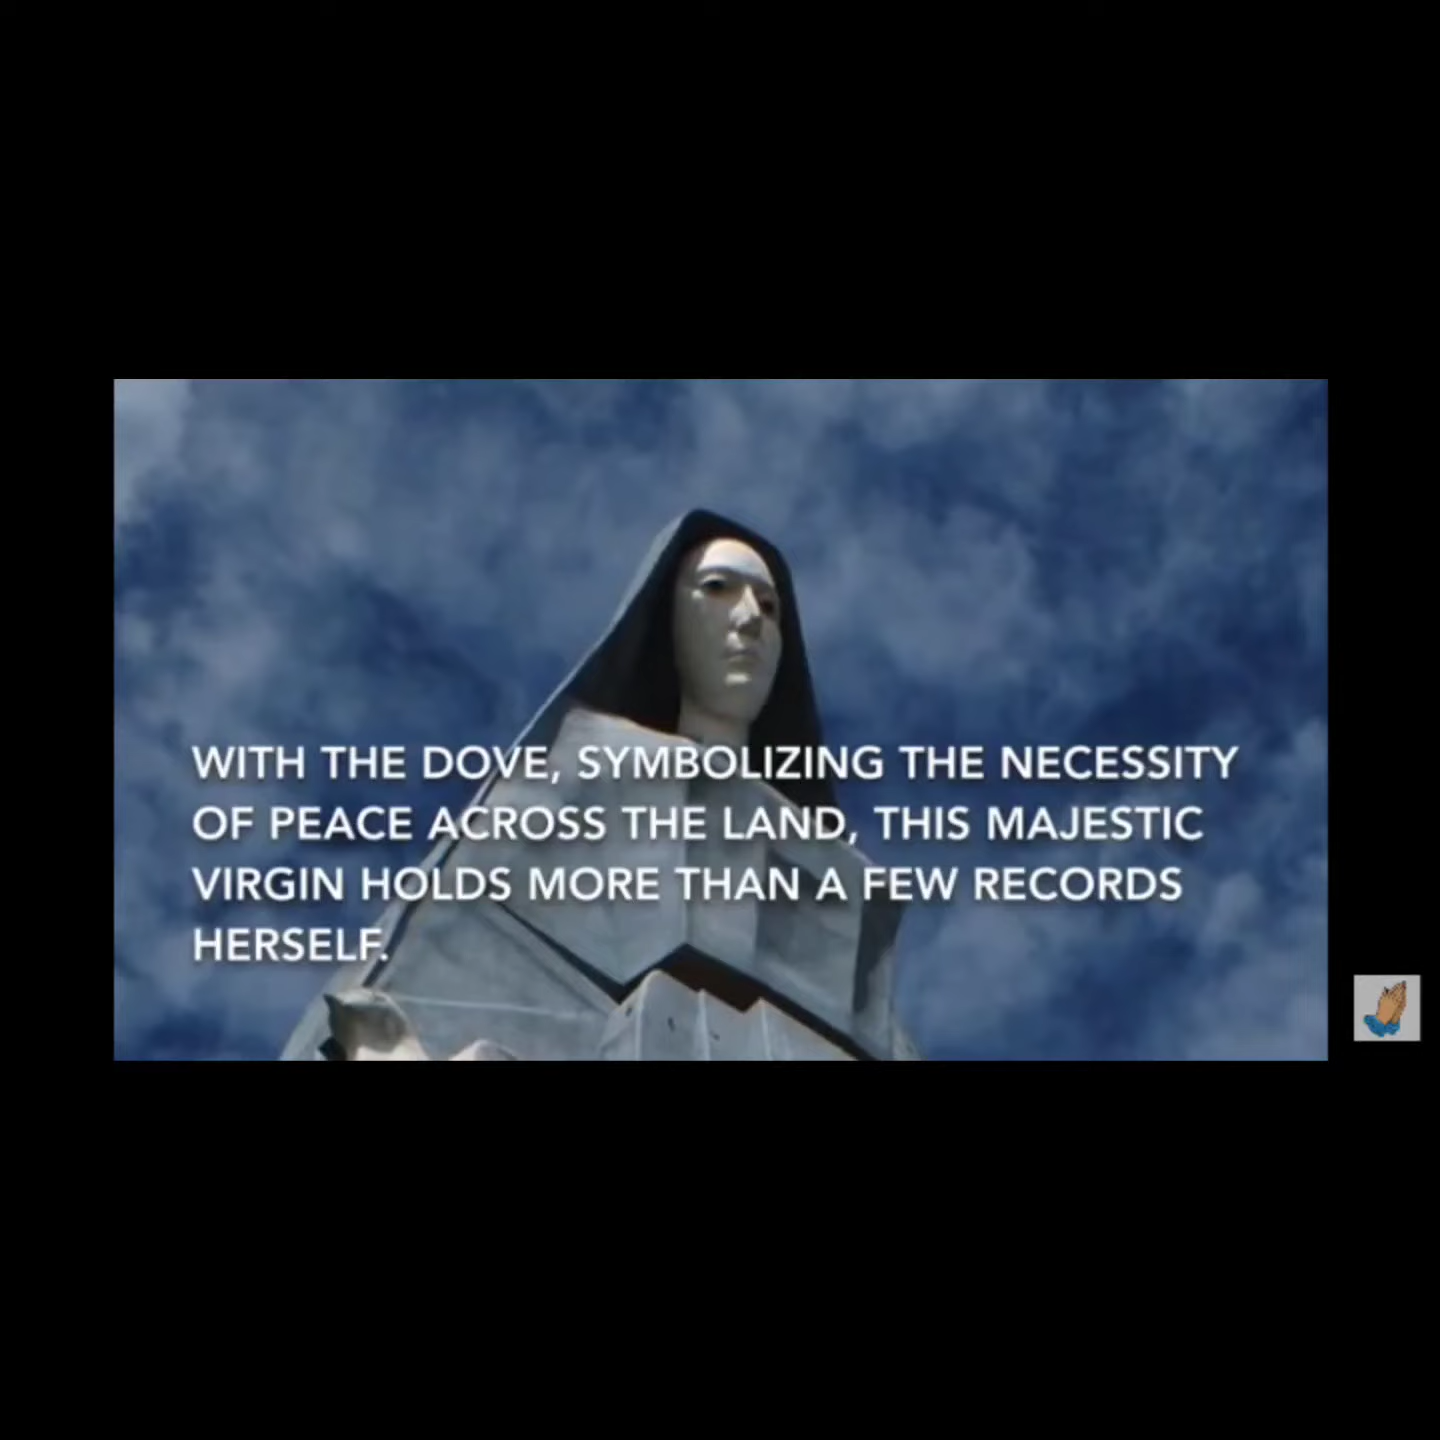 WITH THE DOVE, SYMBOLIZING THE NECESSITY
OF PEACE ACROSS THE LAND, THIS MAJESTIC
VIRGIN HOLDS MORE THAN A FEW RECORDS
HERSELF.